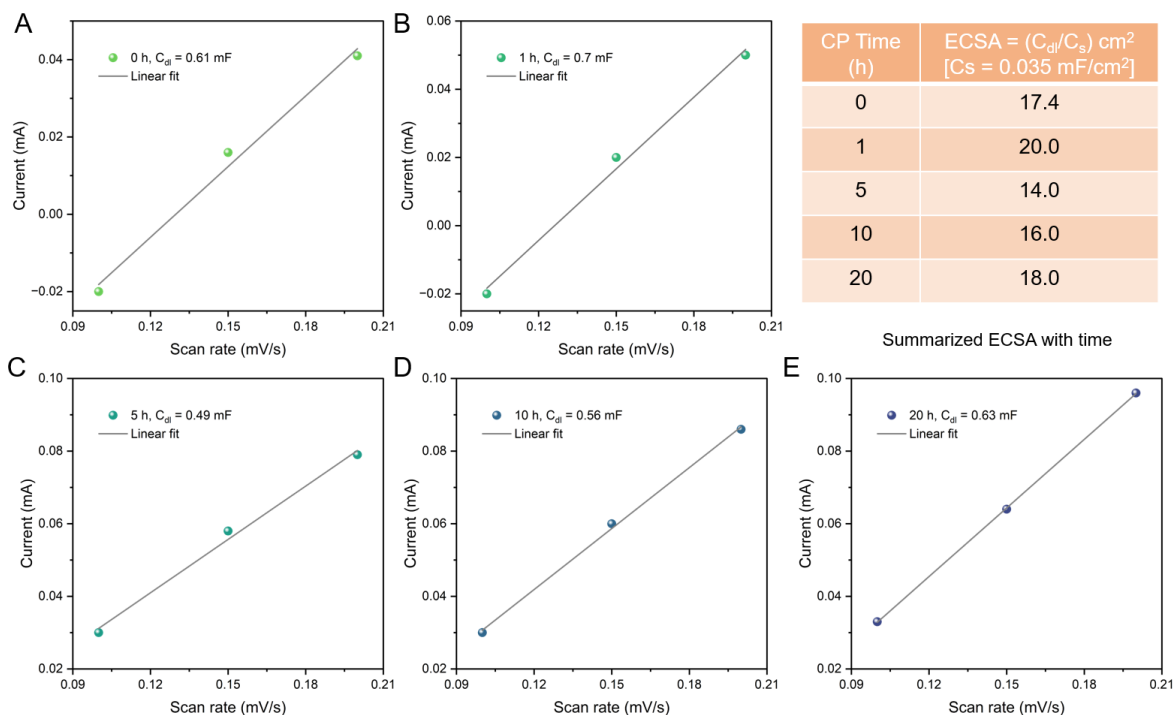 A
0 h, Cdl = 0.61 mF
Linear fit
Current (mA)
0.04
0.02
0.00
−0.02
0.09
0.12
0.15
0.18
0.21
Scan rate (mV/s)
B
1 h, Cdl = 0.7 mF
Linear fit
Current (mA)
0.06
0.04
0.02
0.00
−0.02
0.09
0.12
0.15
0.18
0.21
Scan rate (mV/s)
CP Time (h)
ECSA = (Cdl/Cs) cm²
[Cs = 0.035 mF/cm²]
0 17.4
1 20.0
5 14.0
10 16.0
20 18.0
Summarized ECSA with time
C
5 h, Cdl = 0.49 mF
Linear fit
Current (mA)
0.10
0.08
0.06
0.04
0.02
0.09
0.12
0.15
0.18
0.21
Scan rate (mV/s)
D
10 h, Cdl = 0.56 mF
Linear fit
Current (mA)
0.10
0.08
0.06
0.04
0.02
0.09
0.12
0.15
0.18
0.21
Scan rate (mV/s)
E
20 h, Cdl = 0.63 mF
Linear fit
Current (mA)
0.10
0.08
0.06
0.04
0.02
0.09
0.12
0.15
0.18
0.21
Scan rate (mV/s)